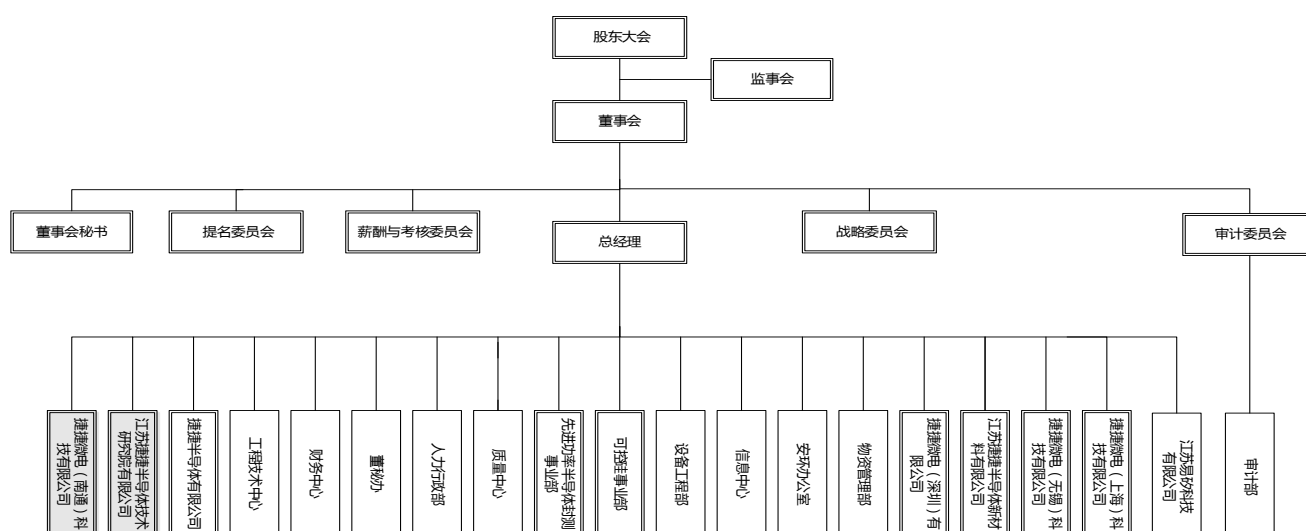 股东大会
监事会
董事会
董事会秘书
提名委员会
薪酬与考核委员会
总经理
战略委员会
审计委员会
捷捷微电（南通）科
技有限公司
江苏捷捷半导体技术
研究院有限公司
捷捷半导体有限公司
工程技术中心
财务中心
董秘办
人力行政部
质量中心
先进功率半导体封测
事业部
可控硅事业部
设备工程部
信息中心
安环办公室
物资管理部
捷捷微电（深圳）有
限公司
江苏捷捷半导体新材
料有限公司
捷捷微电（无锡）科
技有限公司
捷捷微电（上海）科
技有限公司
江苏易矽科技
有限公司
审计部